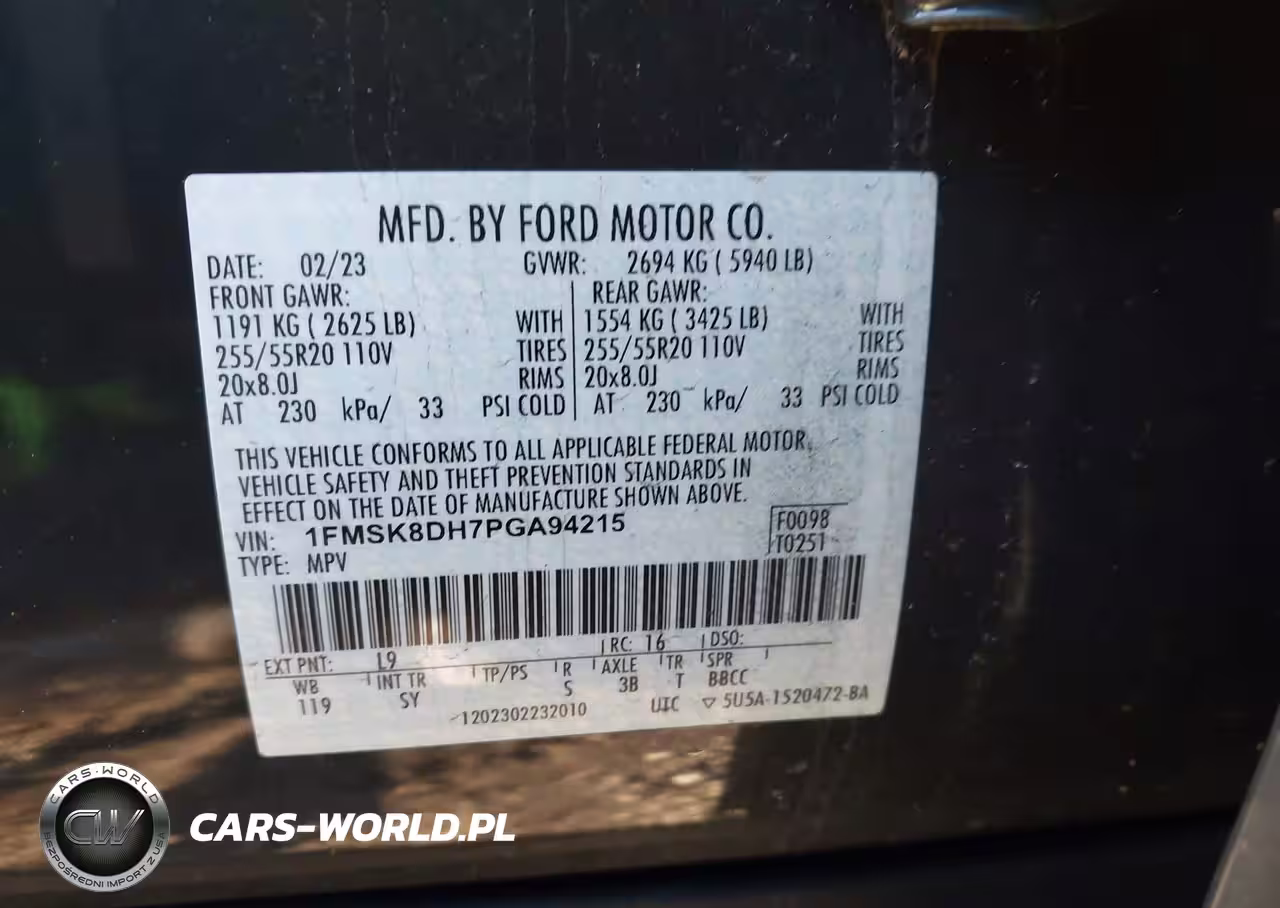 MFD. BY FORD MOTOR CO.
DATE: 02/23 GVWR: 2694 KG ( 5940 LB)
FRONT GAWR: REAR GAWR:
1191 KG ( 2625 LB) WITH 1554 KG ( 3425 LB) WITH
255/55R20 110V TIRES 255/55R20 110V TIRES
20x8.0J RIMS 20x8.0J RIMS
AT 230 kPa/ 33 PSI COLD AT 230 kPa/ 33 PSI COLD
THIS VEHICLE CONFORMS TO ALL APPLICABLE FEDERAL MOTOR
VEHICLE SAFETY AND THEFT PREVENTION STANDARDS IN
EFFECT ON THE DATE OF MANUFACTURE SHOWN ABOVE.
VIN: 1FMSK8DH7PGA94215 F0098
TYPE: MPV T0251
EXT PNT: L9 RC: 16 DSO:
WB INT TR TP/PS R AXLE TR SPR
119 SY S 3B T BBCC
1202302232010 UTC ▽ 5U5A-1520472-BA
CARS-WORLD
CW
BEZPOŚREDNI IMPORT Z USA
CARS-WORLD.PL